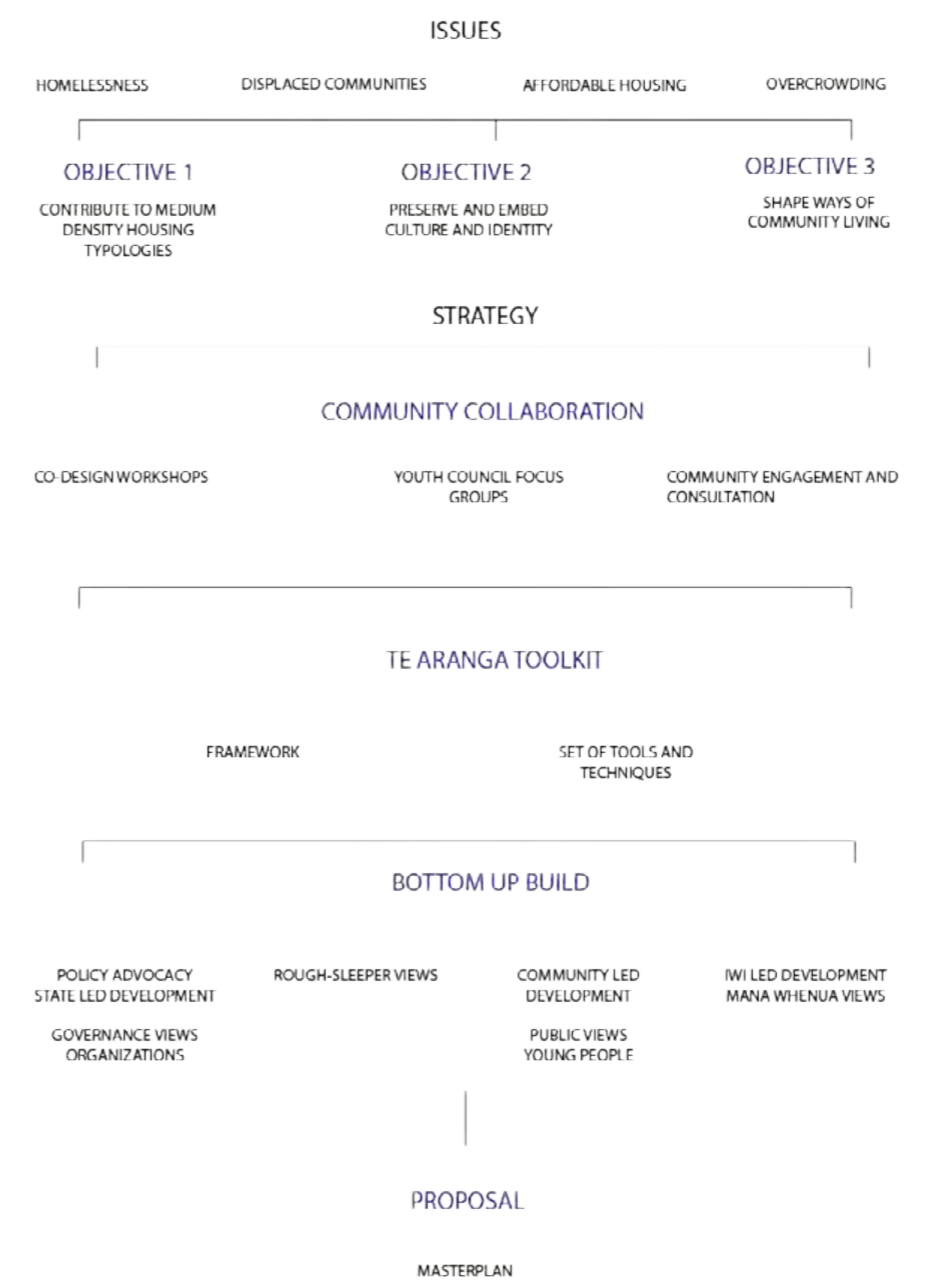 ISSUES
HOMELESSNESS
DISPLACED COMMUNITIES
AFFORDABLE HOUSING
OVERCROWDING
OBJECTIVE 1
CONTRIBUTE TO MEDIUM
DENSITY HOUSING
TYPOLOGIES
OBJECTIVE 2
PRESERVE AND EMBED
CULTURE AND IDENTITY
OBJECTIVE 3
SHAPE WAYS OF
COMMUNITY LIVING
STRATEGY
COMMUNITY COLLABORATION
CO-DESIGN WORKSHOPS
YOUTH COUNCIL FOCUS
GROUPS
COMMUNITY ENGAGEMENT AND
CONSULTATION
TE ARANGA TOOLKIT
FRAMEWORK
SET OF TOOLS AND
TECHNIQUES
BOTTOM UP BUILD
POLICY ADVOCACY
STATE LED DEVELOPMENT
GOVERNANCE VIEWS
ORGANIZATIONS
ROUGH-SLEEPER VIEWS
COMMUNITY LED
DEVELOPMENT
PUBLIC VIEWS
YOUNG PEOPLE
IWI LED DEVELOPMENT
MANA WHENUA VIEWS
PROPOSAL
MASTERPLAN